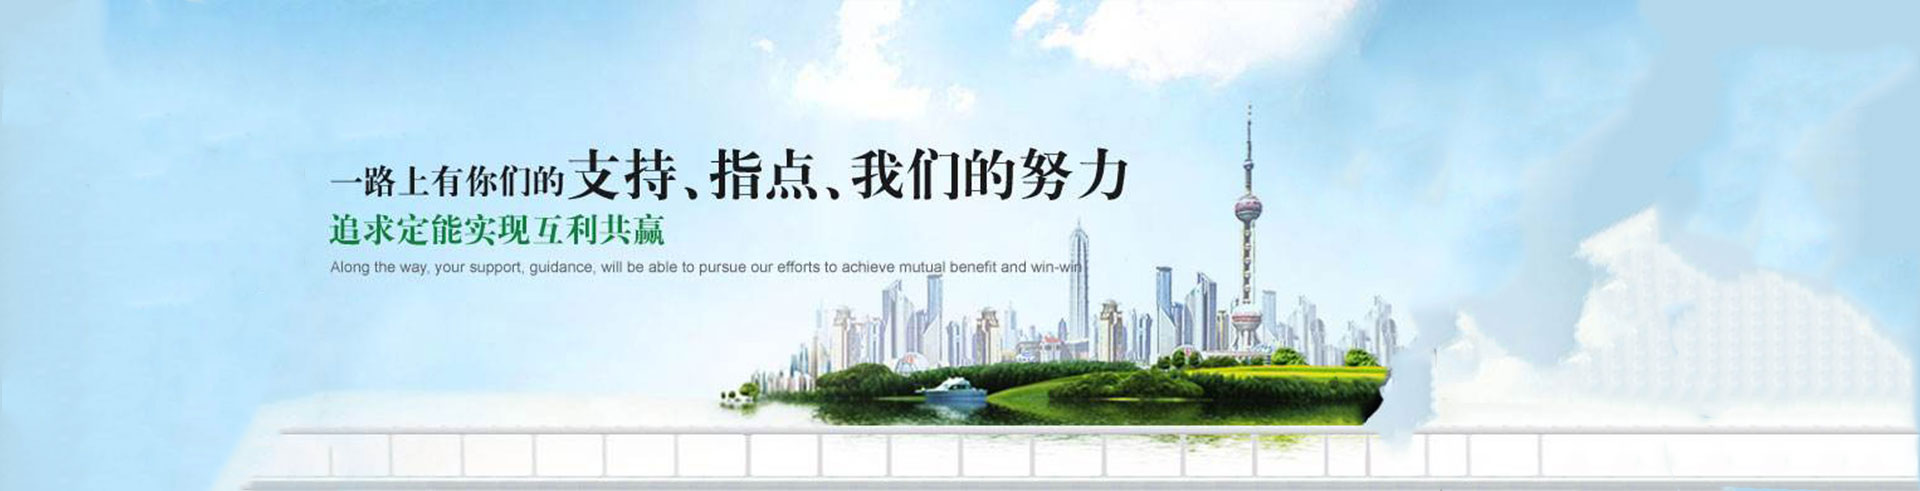 一路上有你们的支持、指点、我们的努力
追求定能实现互利共赢
Along the way, your support, guidance, will be able to pursue our efforts to achieve mutual benefit and win-win